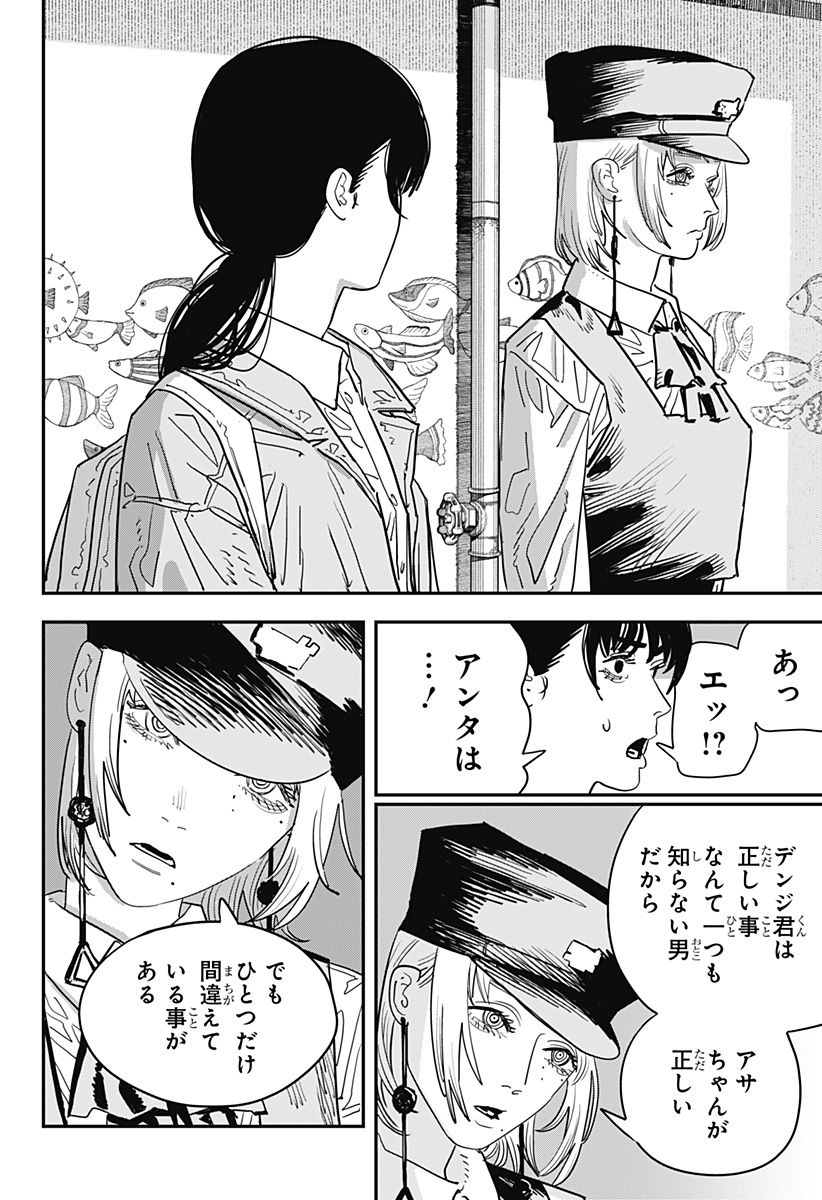 あっ
エッ!?
アンタは
…！
デンジ君は
正しい事
なんて一つも
知らない男
だから
アサ
ちゃんが
正しい
でも
ひとつだけ
間違えて
いる事が
ある